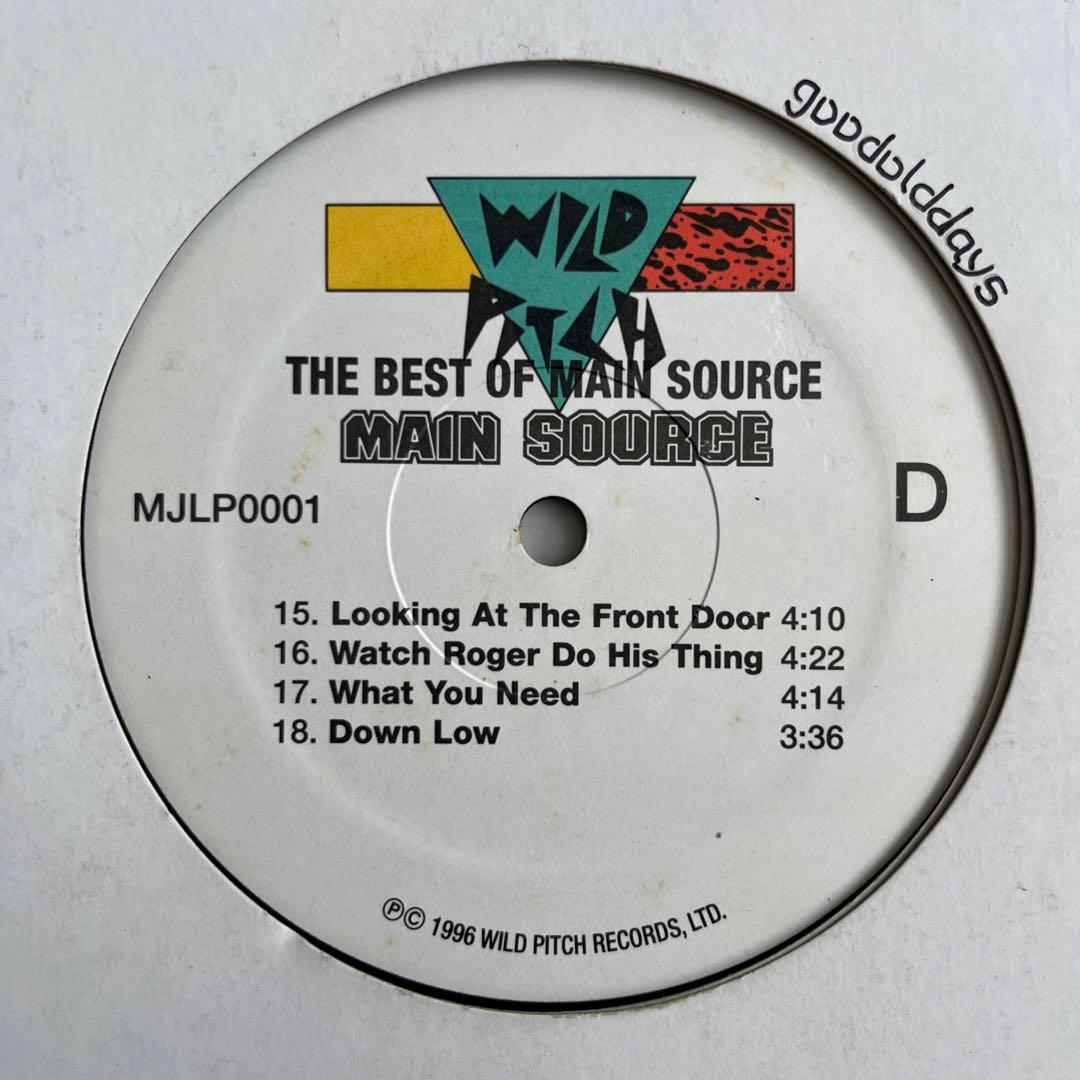 goodolddays
WILD
PITCH
THE BEST OF MAIN SOURCE
MAIN SOURCE
MJLP0001
D
15. Looking At The Front Door 4:10
16. Watch Roger Do His Thing 4:22
17. What You Need 4:14
18. Down Low 3:36
℗© 1996 WILD PITCH RECORDS, LTD.